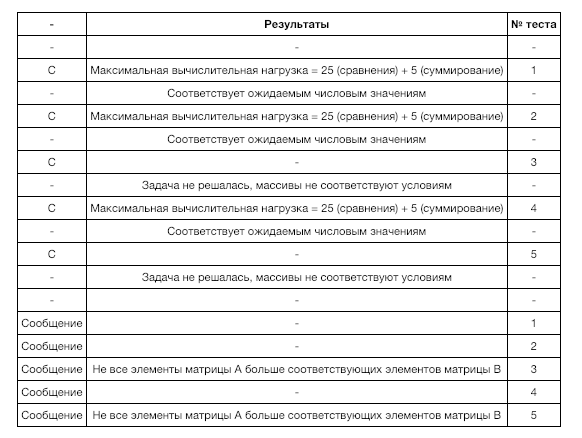 - Результаты № теста
- - -
С Максимальная вычислительная нагрузка = 25 (сравнения) + 5 (суммирование) 1
- Соответствует ожидаемым числовым значениям -
С Максимальная вычислительная нагрузка = 25 (сравнения) + 5 (суммирование) 2
- Соответствует ожидаемым числовым значениям -
С - 3
- Задача не решалась, массивы не соответствуют условиям -
С Максимальная вычислительная нагрузка = 25 (сравнения) + 5 (суммирование) 4
- Соответствует ожидаемым числовым значениям -
С - 5
- Задача не решалась, массивы не соответствуют условиям -
- - -
Сообщение - 1
Сообщение - 2
Сообщение Не все элементы матрицы А больше соответствующих элементов матрицы В 3
Сообщение - 4
Сообщение Не все элементы матрицы А больше соответствующих элементов матрицы В 5